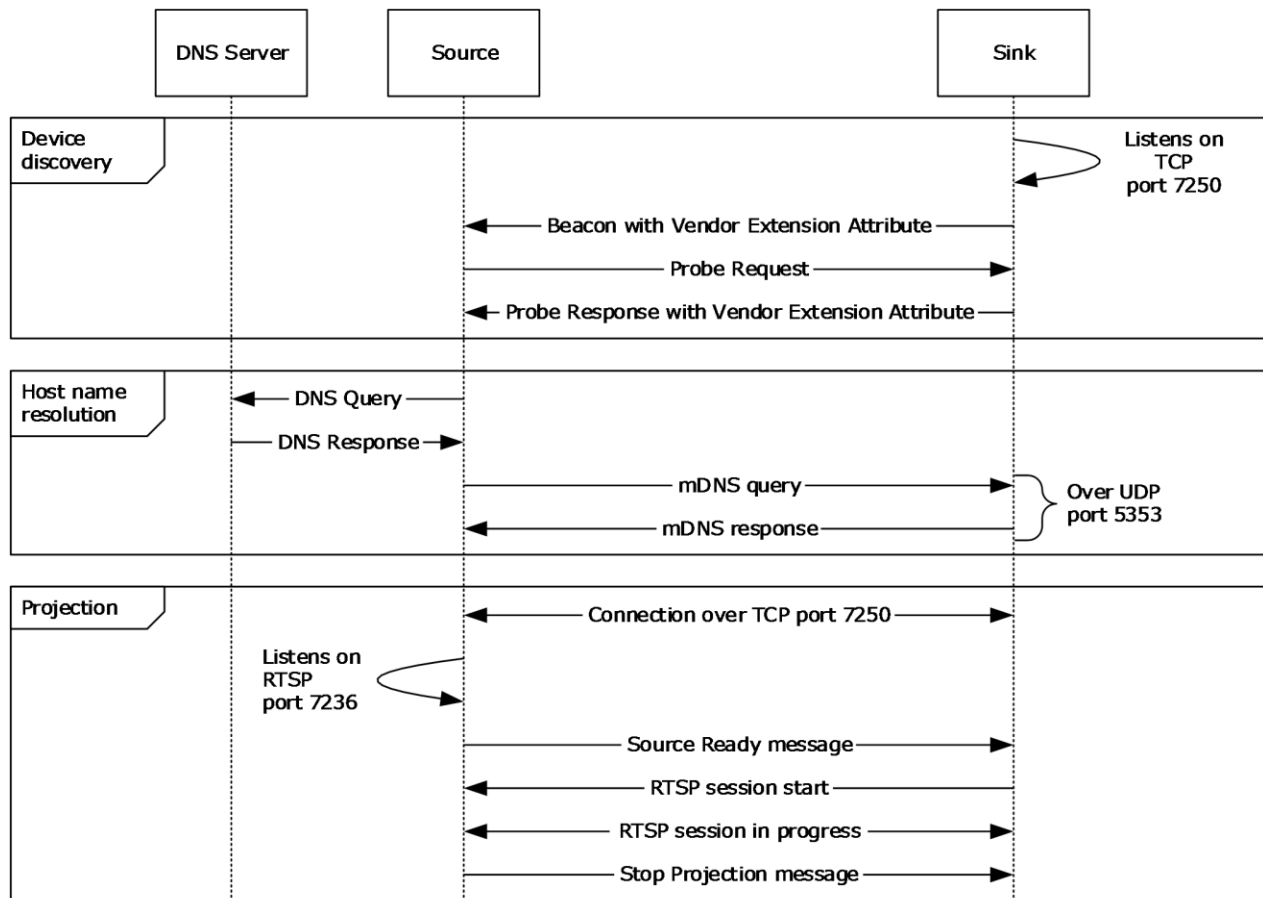 DNS Server
Source
Sink
Device
discovery
Listens on
TCP
port 7250
Beacon with Vendor Extension Attribute
Probe Request
Probe Response with Vendor Extension Attribute
Host name
resolution
DNS Query
DNS Response
mDNS query
Over UDP
port 5353
mDNS response
Projection
Connection over TCP port 7250
Listens on
RTSP
port 7236
Source Ready message
RTSP session start
RTSP session in progress
Stop Projection message